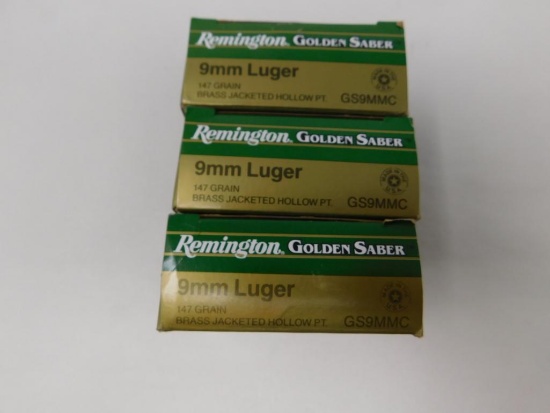 Remington GOLDEN SABER
9mm Luger
147 GRAIN
BRASS JACKETED HOLLOW PT.
GS9MMC
Remington GOLDEN SABER
9mm Luger
147 GRAIN
BRASS JACKETED HOLLOW PT.
GS9MMC
Remington GOLDEN SABER
9mm Luger
147 GRAIN
BRASS JACKETED HOLLOW PT.
GS9MMC